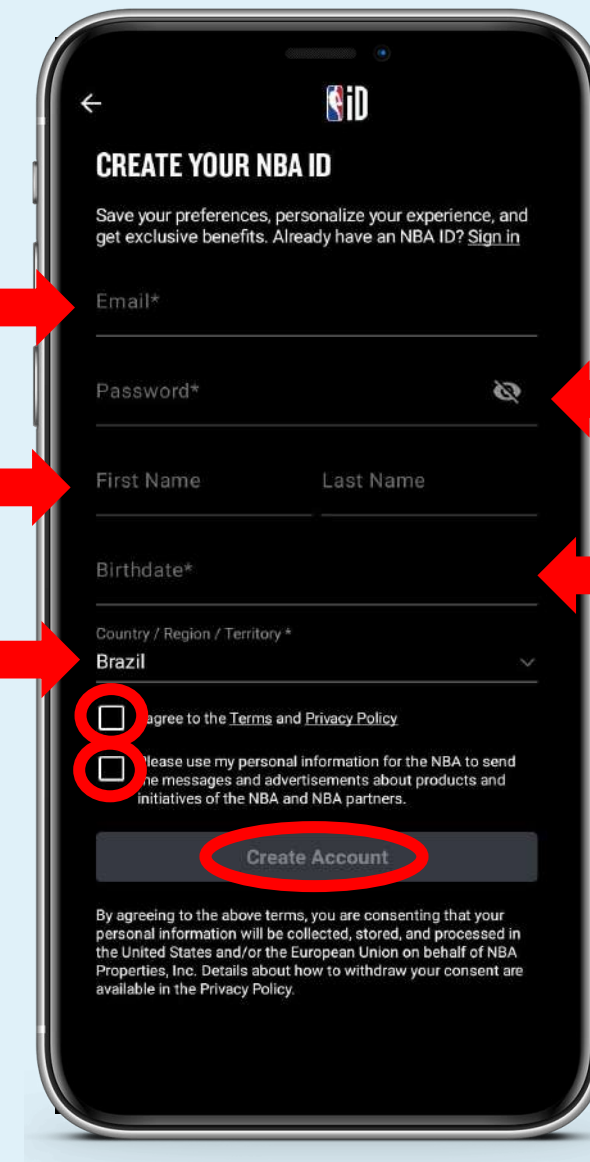 iD
CREATE YOUR NBA ID
Save your preferences, personalize your experience, and
get exclusive benefits. Already have an NBA ID? Sign in
Email*
Password*
First Name Last Name
Birthdate*
Country / Region / Territory *
Brazil
agree to the Terms and Privacy Policy
Please use my personal information for the NBA to send
me messages and advertisements about products and
initiatives of the NBA and NBA partners.
Create Account
By agreeing to the above terms, you are consenting that your
personal information will be collected, stored, and processed in
the United States and/or the European Union on behalf of NBA
Properties, Inc. Details about how to withdraw your consent are
available in the Privacy Policy.